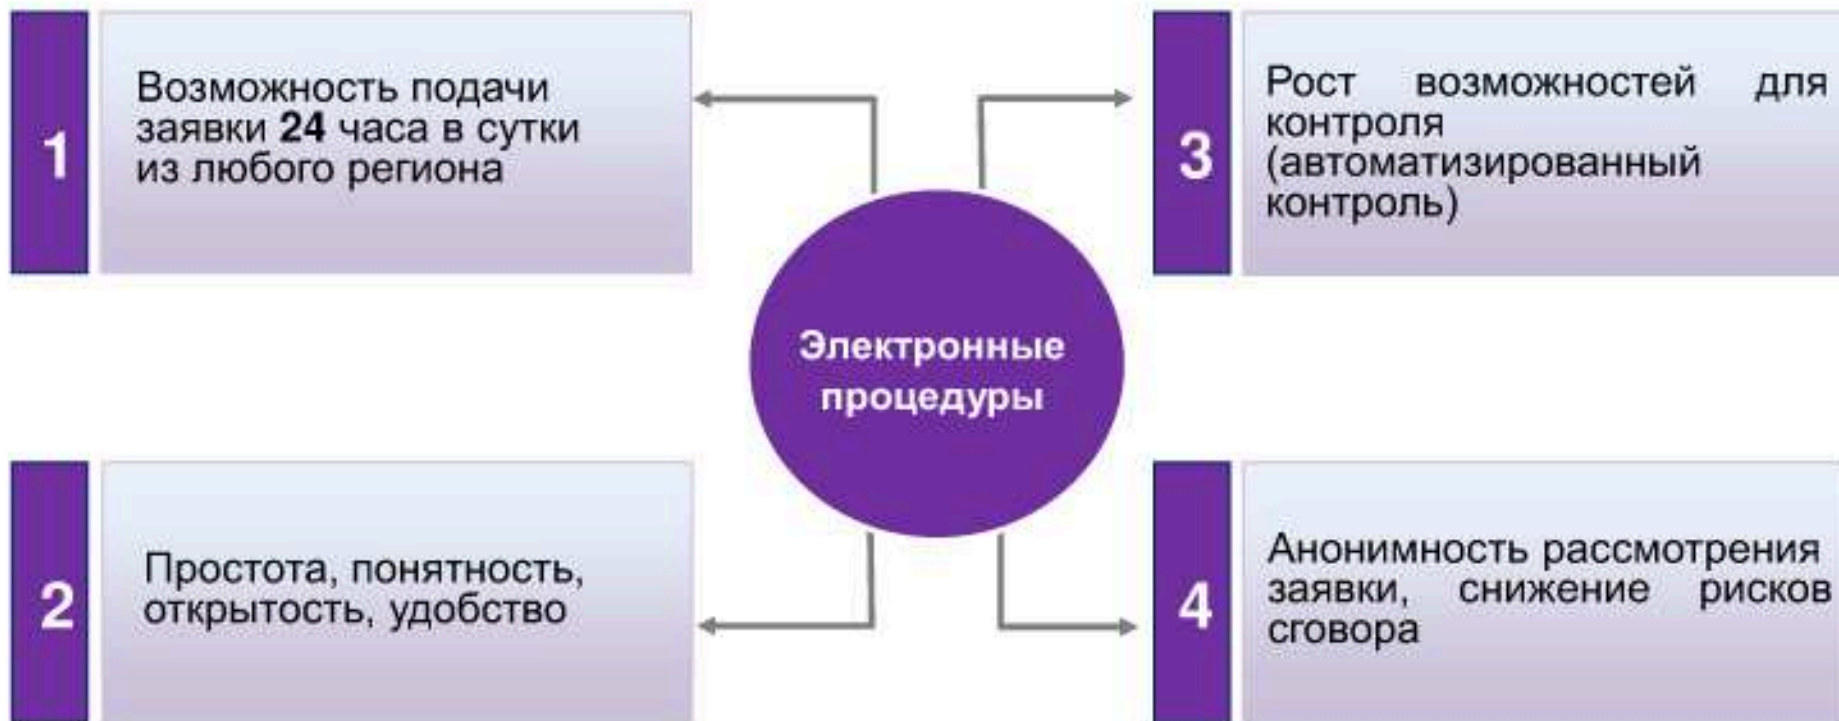 1
Возможность подачи
заявки 24 часа в сутки
из любого региона
2
Простота, понятность,
открытость, удобство
Электронные
процедуры
3
Рост возможностей для
контроля
(автоматизированный
контроль)
4
Анонимность рассмотрения
заявки, снижение рисков
сговора